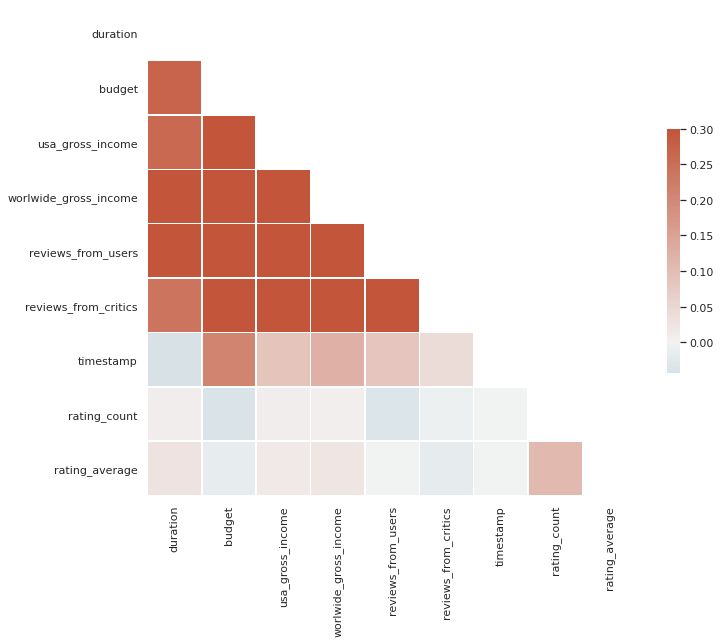 duration
budget
usa_gross_income
worlwide_gross_income
reviews_from_users
reviews_from_critics
timestamp
rating_count
rating_average
duration
budget
usa_gross_income
worlwide_gross_income
reviews_from_users
reviews_from_critics
timestamp
rating_count
rating_average
0.30
0.25
0.20
0.15
0.10
0.05
0.00